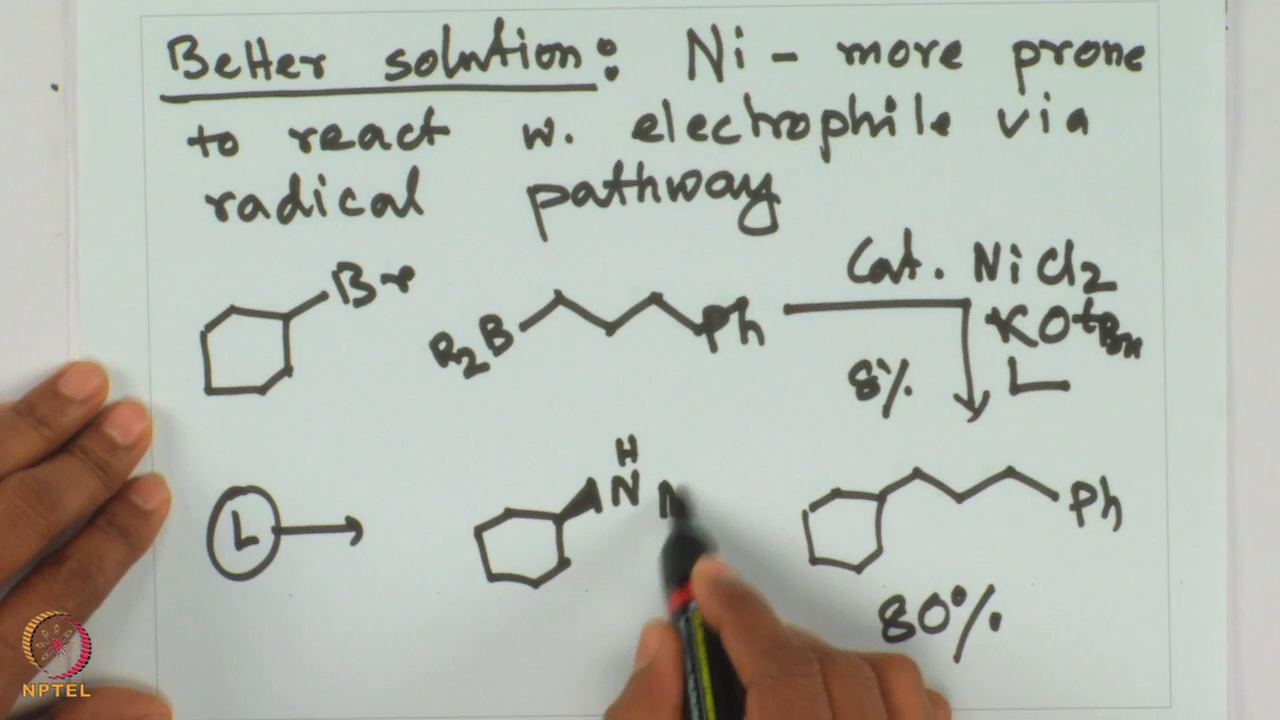 Better solution: Ni - more prone
to react w. electrophile via
radical pathway
Cat. NiCl2
Br
R2B Ph KOtBu
8% L
H
L N Ph
80%
NPTEL